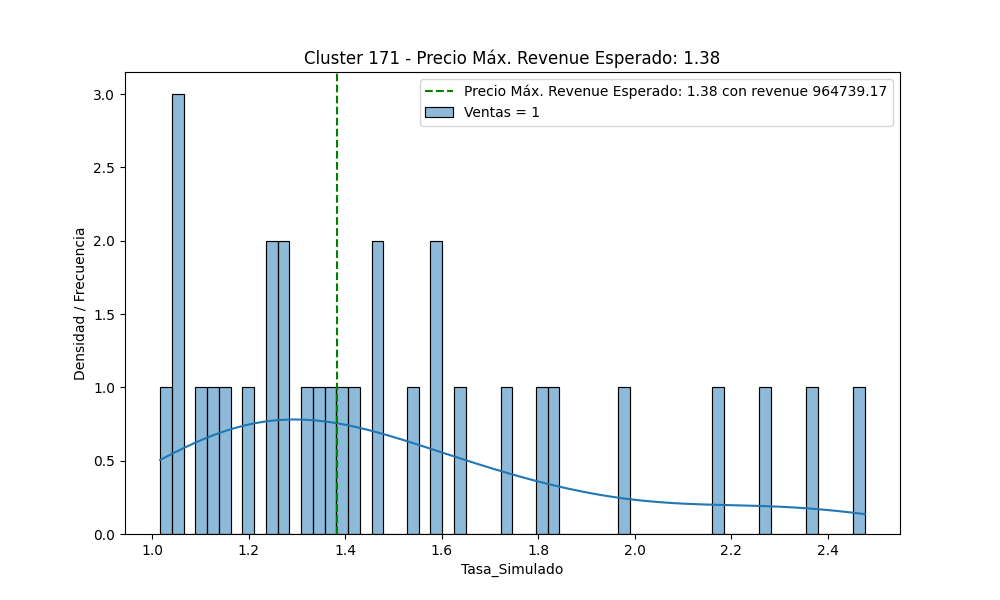 Cluster 171 - Precio Máx. Revenue Esperado: 1.38
Precio Máx. Revenue Esperado: 1.38 con revenue 964739.17
Ventas = 1
Densidad / Frecuencia
3.0
2.5
2.0
1.5
1.0
0.5
0.0
1.0 1.2 1.4 1.6 1.8 2.0 2.2 2.4
Tasa_Simulado